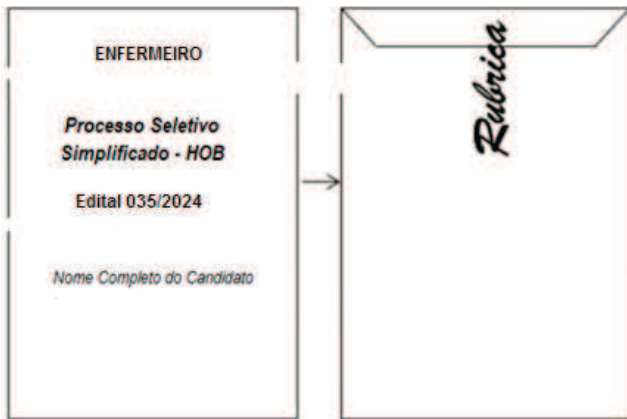 ENFERMEIRO
Processo Seletivo
Simplificado - HOB
Edital 035/2024
Nome Completo do Candidato
Rubrica